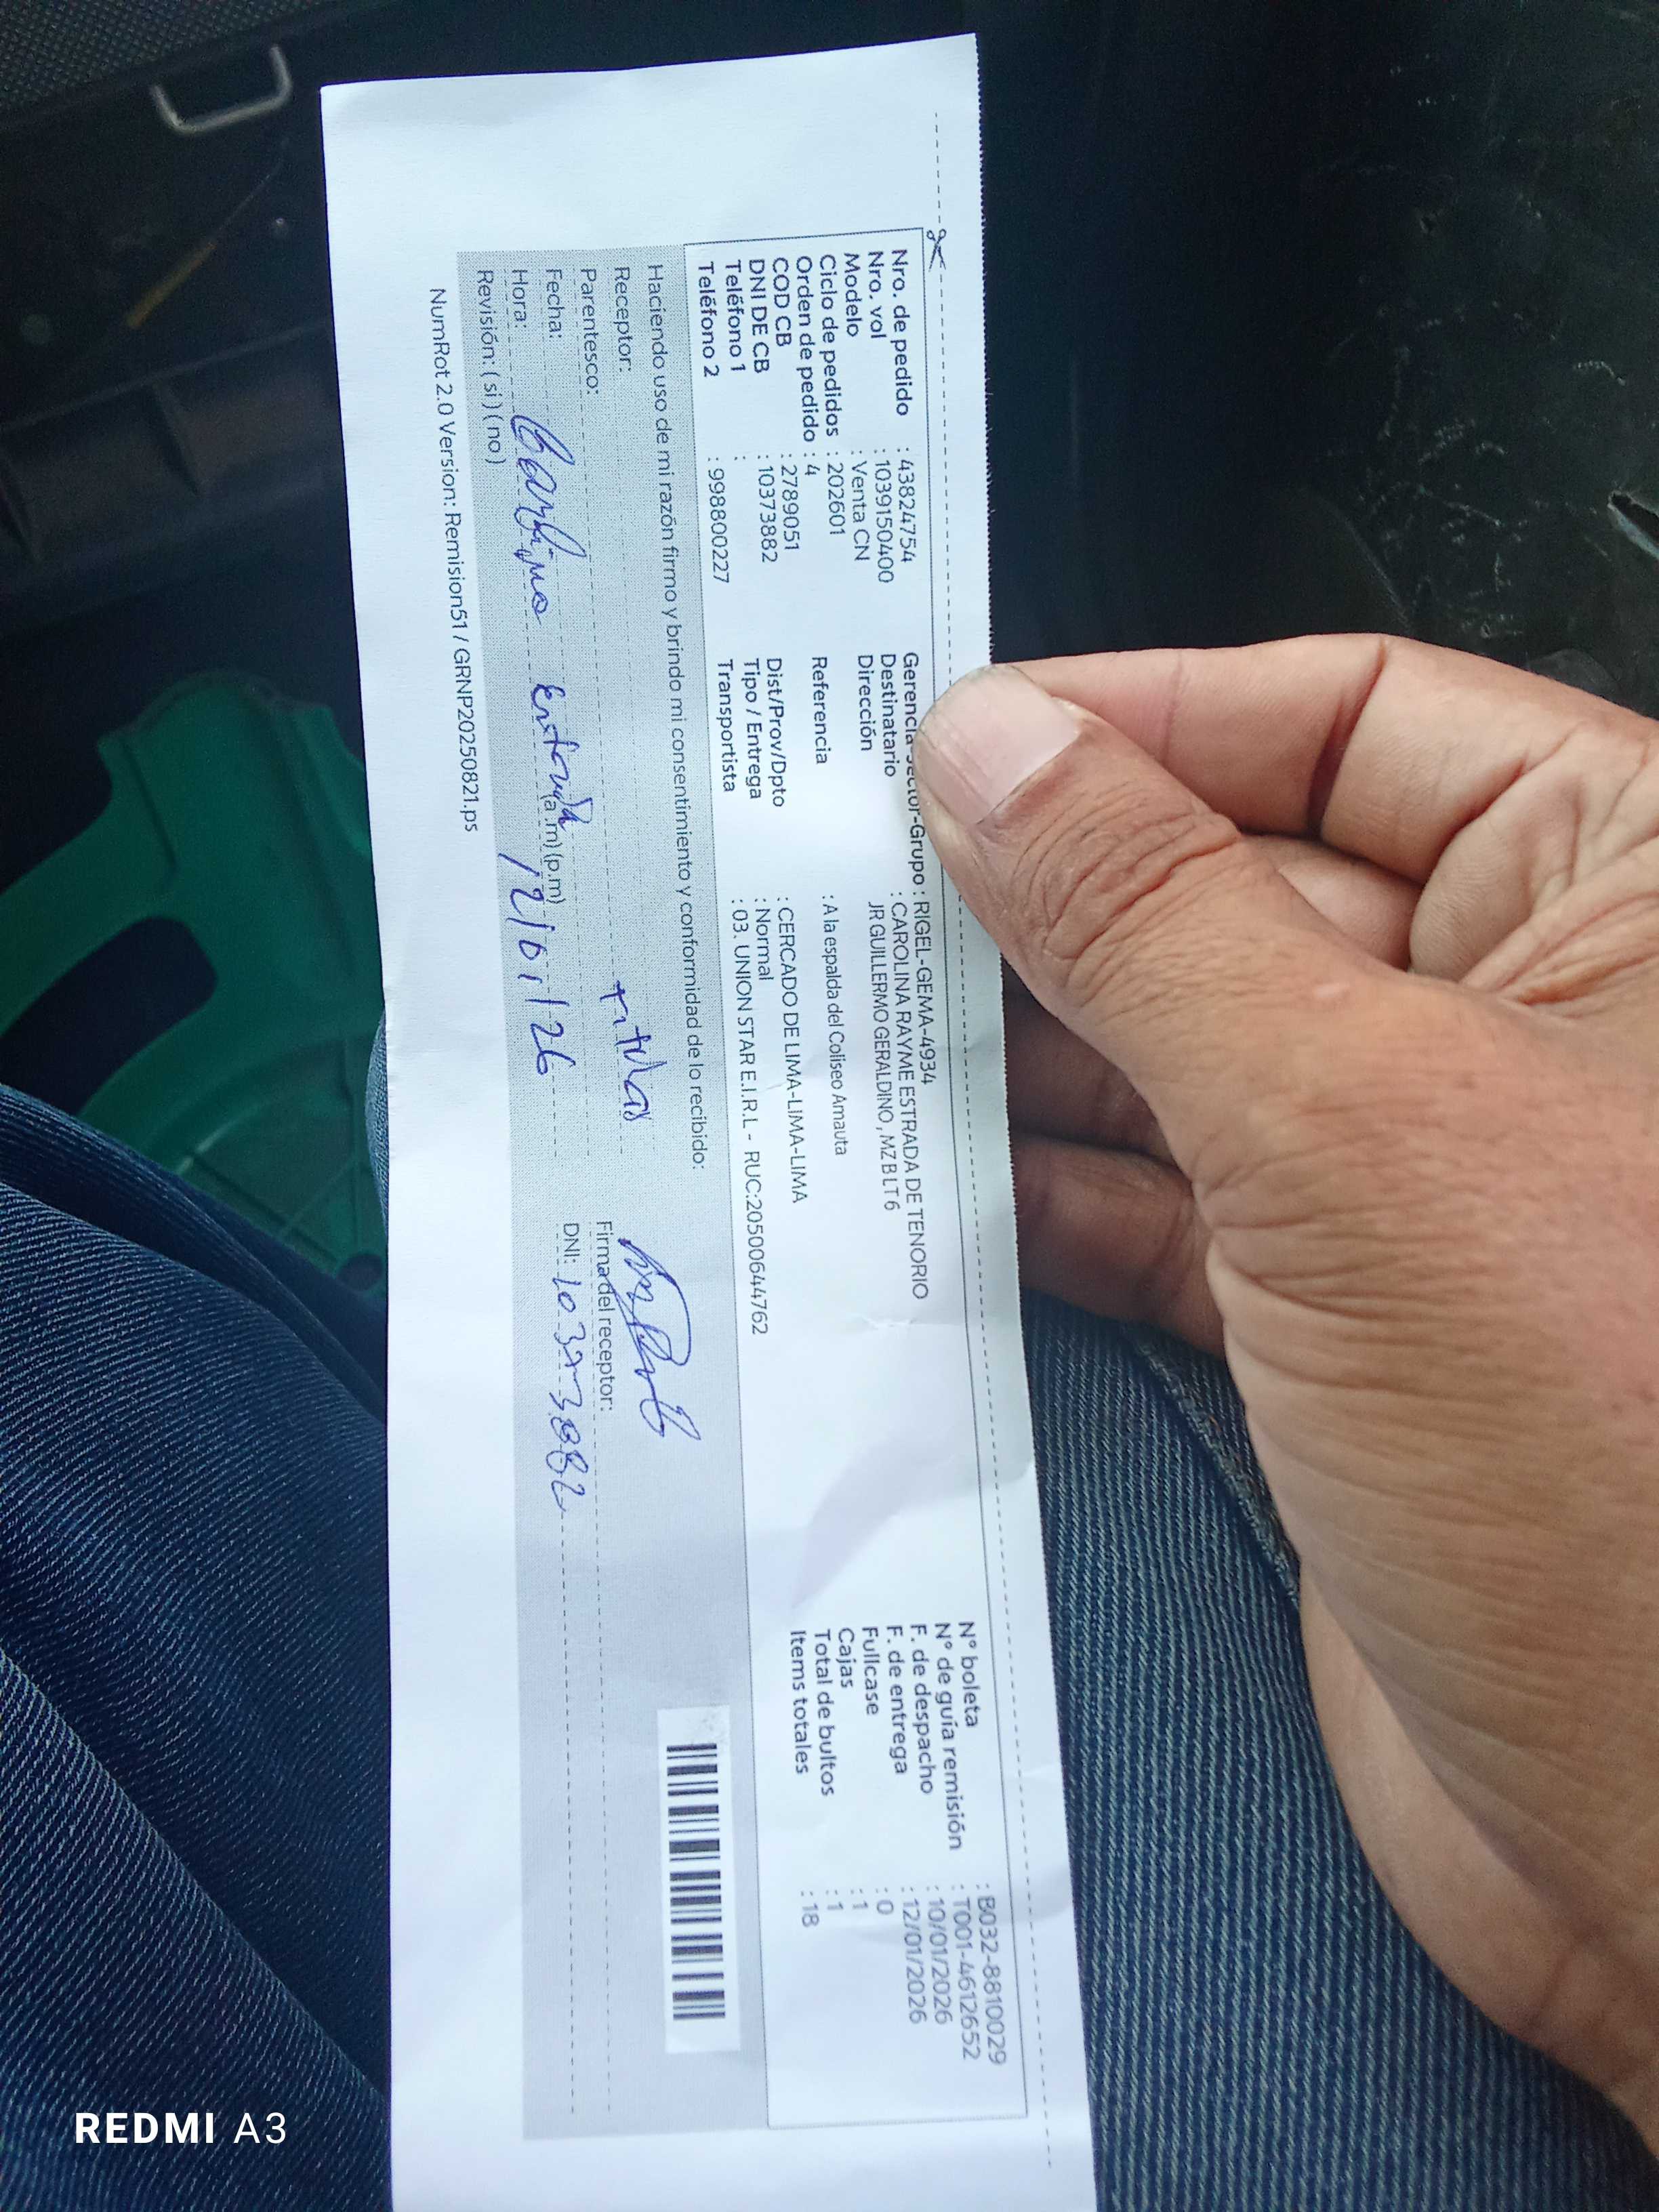 Nro. de pedido : 43824754
Nro. vol : 1039150400
Modelo : Venta CN
Ciclo de pedidos : 202601
Orden de pedido : 4
COD CB : 2789051
DNI DE CB : 10373882
Teléfono 1 :
Teléfono 2 : 998800227
Gerencia-Sector-Grupo : RIGEL-GEMA-4934
Destinatario : CAROLINA RAYME ESTRADA DE TENORIO
Dirección JR GUILLERMO GERALDINO , MZ B LT 6
Referencia : A la espalda del Coliseo Amauta
Dist/Prov/Dpto : CERCADO DE LIMA-LIMA-LIMA
Tipo / Entrega : Normal
Transportista : 03. UNION STAR E.I.R.L - RUC:20500644762
N° boleta : B032-8810029
N° de guía remisión : T001-4612652
F. de despacho : 10/01/2026
F. de entrega : 12/01/2026
Fullcase : 0
Cajas : 1
Total de bultos : 1
Items totales : 18
Haciendo uso de mi razón firmo y brindo mi consentimiento y conformidad de lo recibido:
Receptor: titular
Parentesco:
Fecha:
Hora: (a.m) (p.m) 12/01/26
Revisión: ( si ) ( no )
Firma del receptor:
DNI: 10373882
NumRot 2.0 Version: Remision51 / GRNP20250821.ps
REDMI A3